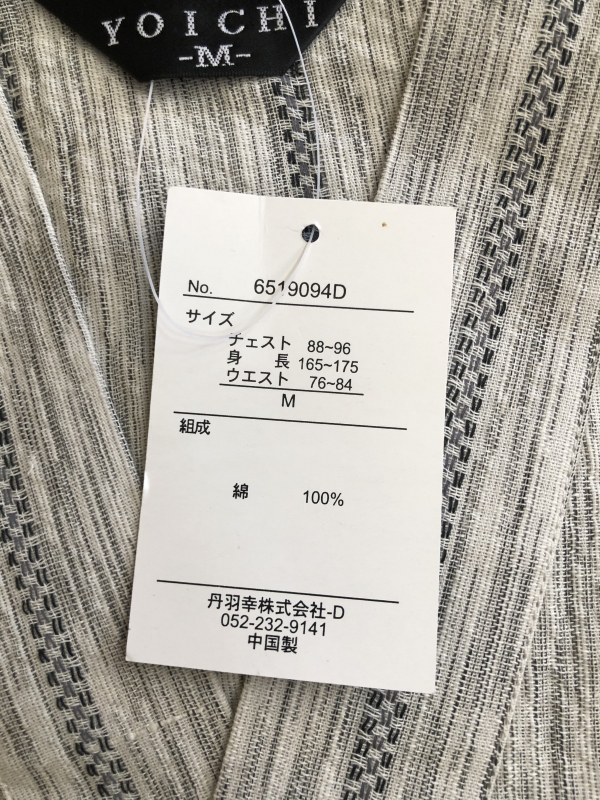 YOICHI
-M-
No. 6519094D
サイズ
チェスト 88~96
身 長 165~175
ウエスト 76~84
M
組成
綿 100%
丹羽幸株式会社-D
052-232-9141
中国製